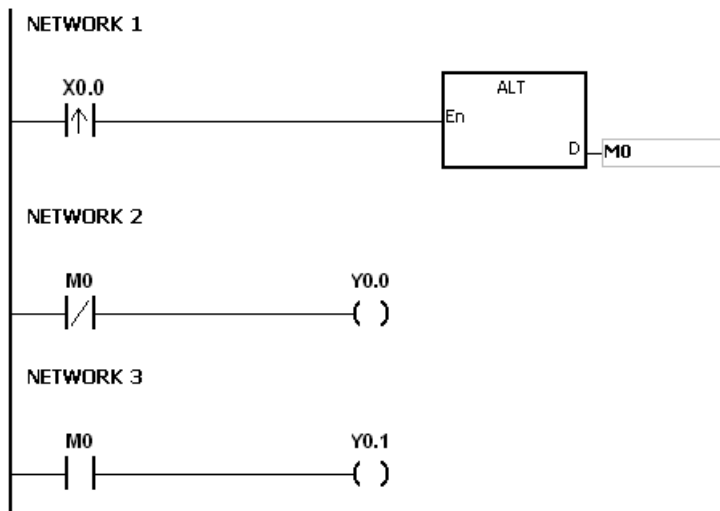 NETWORK 1
X0.0
ALT
En
D
M0
NETWORK 2
M0
Y0.0
NETWORK 3
M0
Y0.1